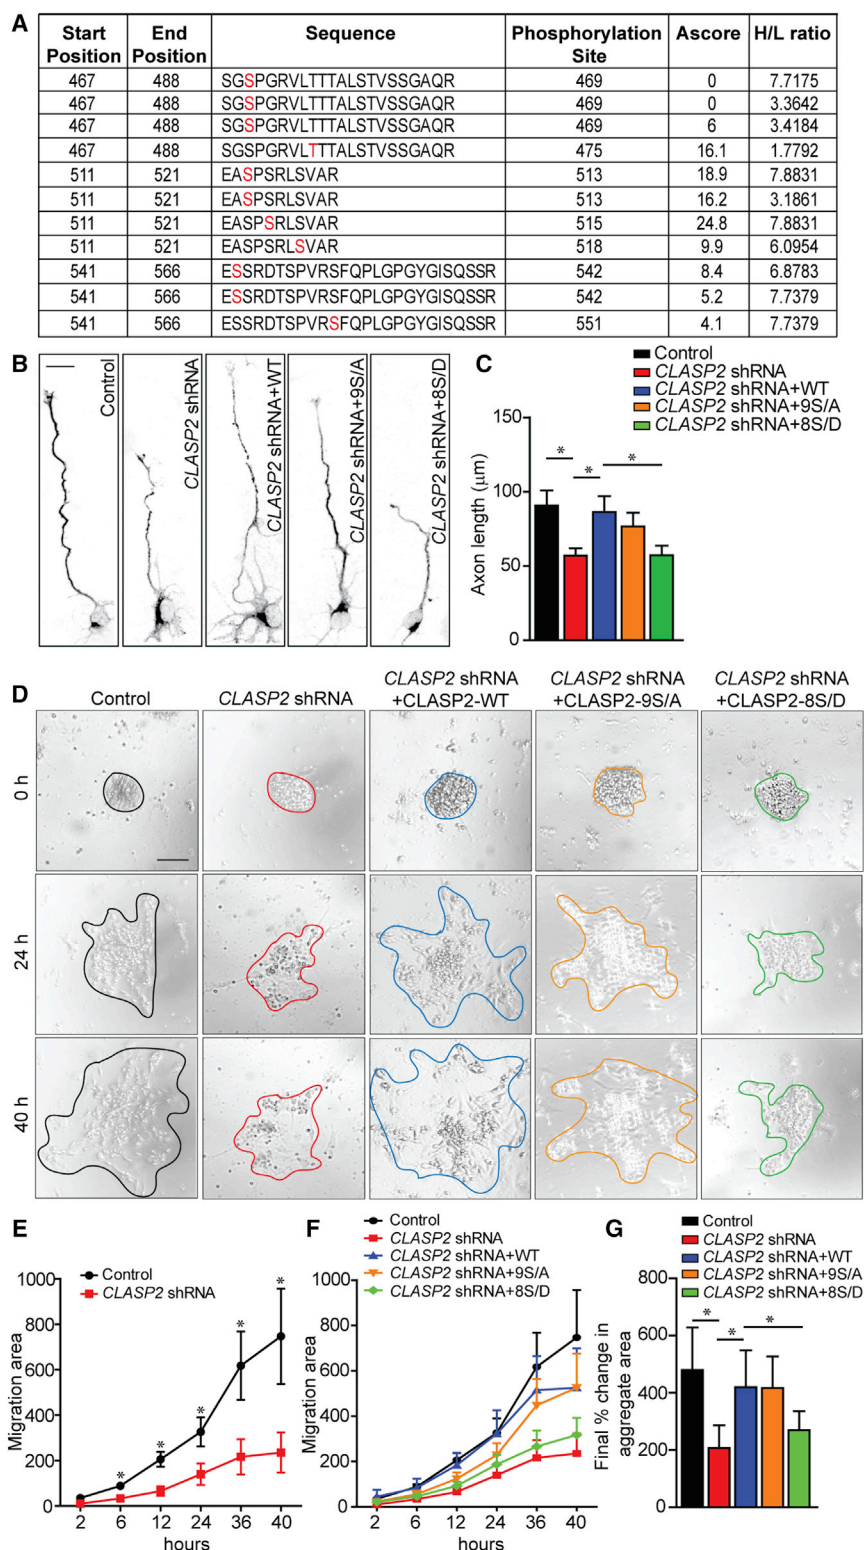 A
Start Position End Position Sequence Phosphorylation Site Ascore H/L ratio
467 488 SGSPGRVLTTTALSTVSSGAQR 469 0 7.7175
467 488 SGSPGRVLTTTALSTVSSGAQR 469 0 3.3642
467 488 SGSPGRVLTTTALSTVSSGAQR 469 6 3.4184
467 488 SGSPGRVLTTTALSTVSSGAQR 475 16.1 1.7792
511 521 EASPSRLSVAR 513 18.9 7.8831
511 521 EASPSRLSVAR 513 16.2 3.1861
511 521 EASPSRLSVAR 515 24.8 7.8831
511 521 EASPSRLSVAR 518 9.9 6.0954
541 566 ESSRDTSPVRSFQPLGPGYGISQSSR 542 8.4 6.8783
541 566 ESSRDTSPVRSFQPLGPGYGISQSSR 542 5.2 7.7379
541 566 ESSRDTSPVRSFQPLGPGYGISQSSR 551 4.1 7.7379
B
Control
CLASP2 shRNA
CLASP2 shRNA+WT
CLASP2 shRNA+9S/A
CLASP2 shRNA+8S/D
C
Control
CLASP2 shRNA
CLASP2 shRNA+WT
CLASP2 shRNA+9S/A
CLASP2 shRNA+8S/D
Axon length (μm)
150
100
50
0
* * *
D
Control
CLASP2 shRNA
CLASP2 shRNA +CLASP2-WT
CLASP2 shRNA +CLASP2-9S/A
CLASP2 shRNA +CLASP2-8S/D
0 h
24 h
40 h
E
Control
CLASP2 shRNA
Migration area
1000
800
600
400
200
0
* * * * *
2 6 12 24 36 40
hours
F
Control
CLASP2 shRNA
CLASP2 shRNA+WT
CLASP2 shRNA+9S/A
CLASP2 shRNA+8S/D
Migration area
1000
800
600
400
200
0
2 6 12 24 36 40
hours
G
Control
CLASP2 shRNA
CLASP2 shRNA+WT
CLASP2 shRNA+9S/A
CLASP2 shRNA+8S/D
Final % change in
aggregate area
800
600
400
200
0
* * *